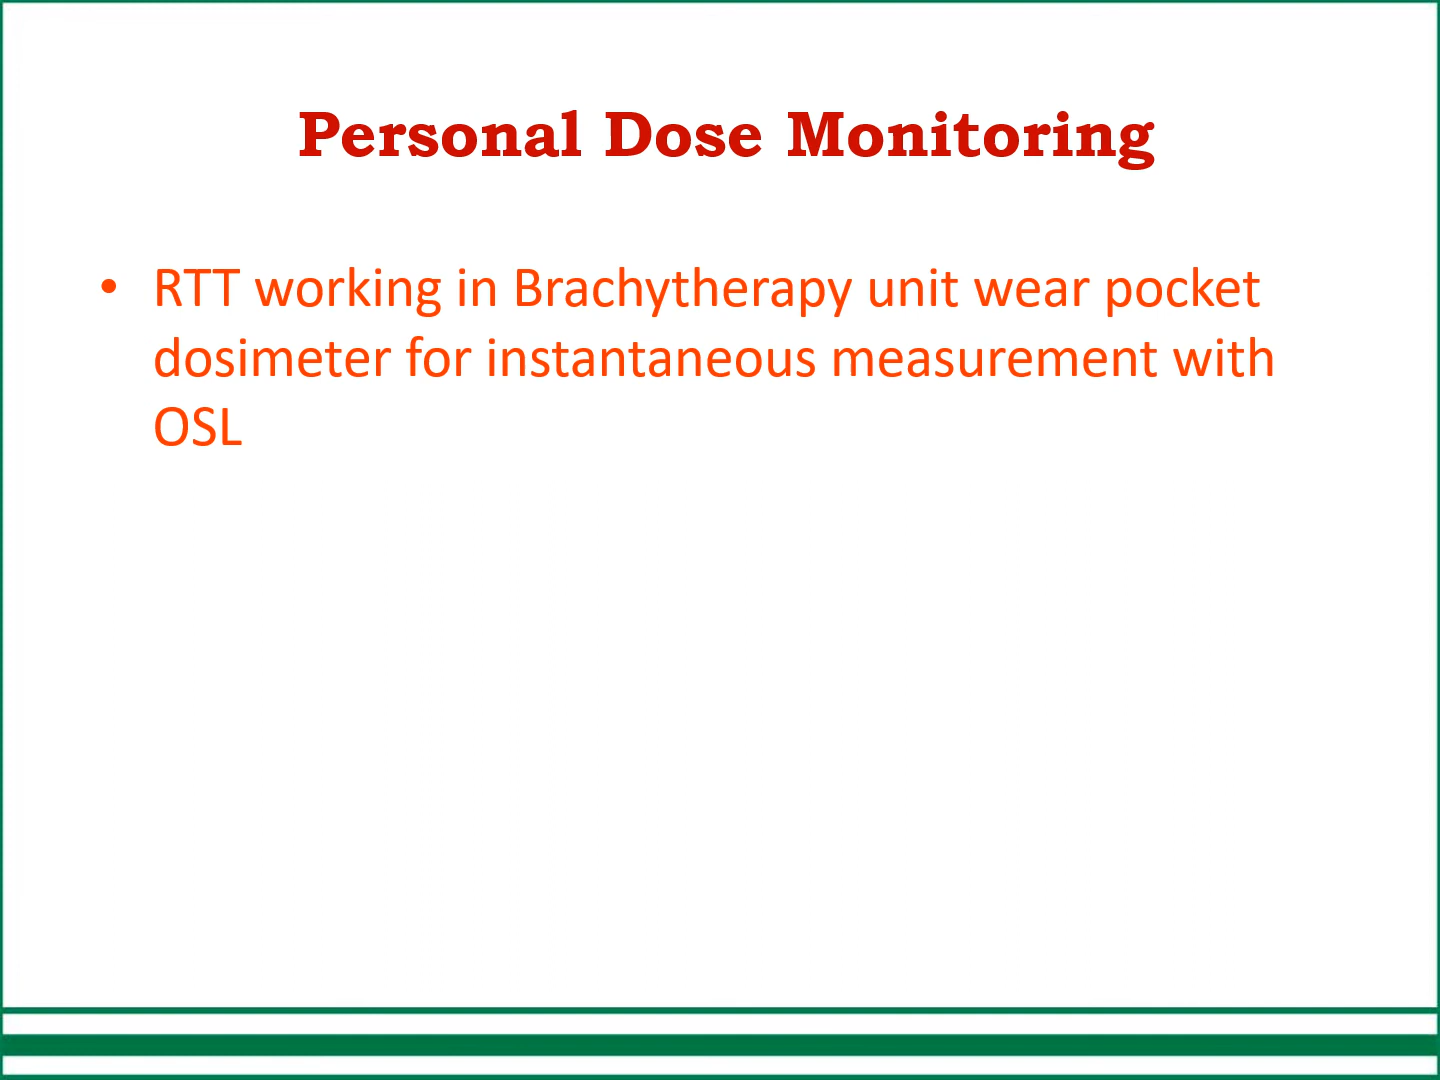 Personal Dose Monitoring
• RTT working in Brachytherapy unit wear pocket
dosimeter for instantaneous measurement with
OSL